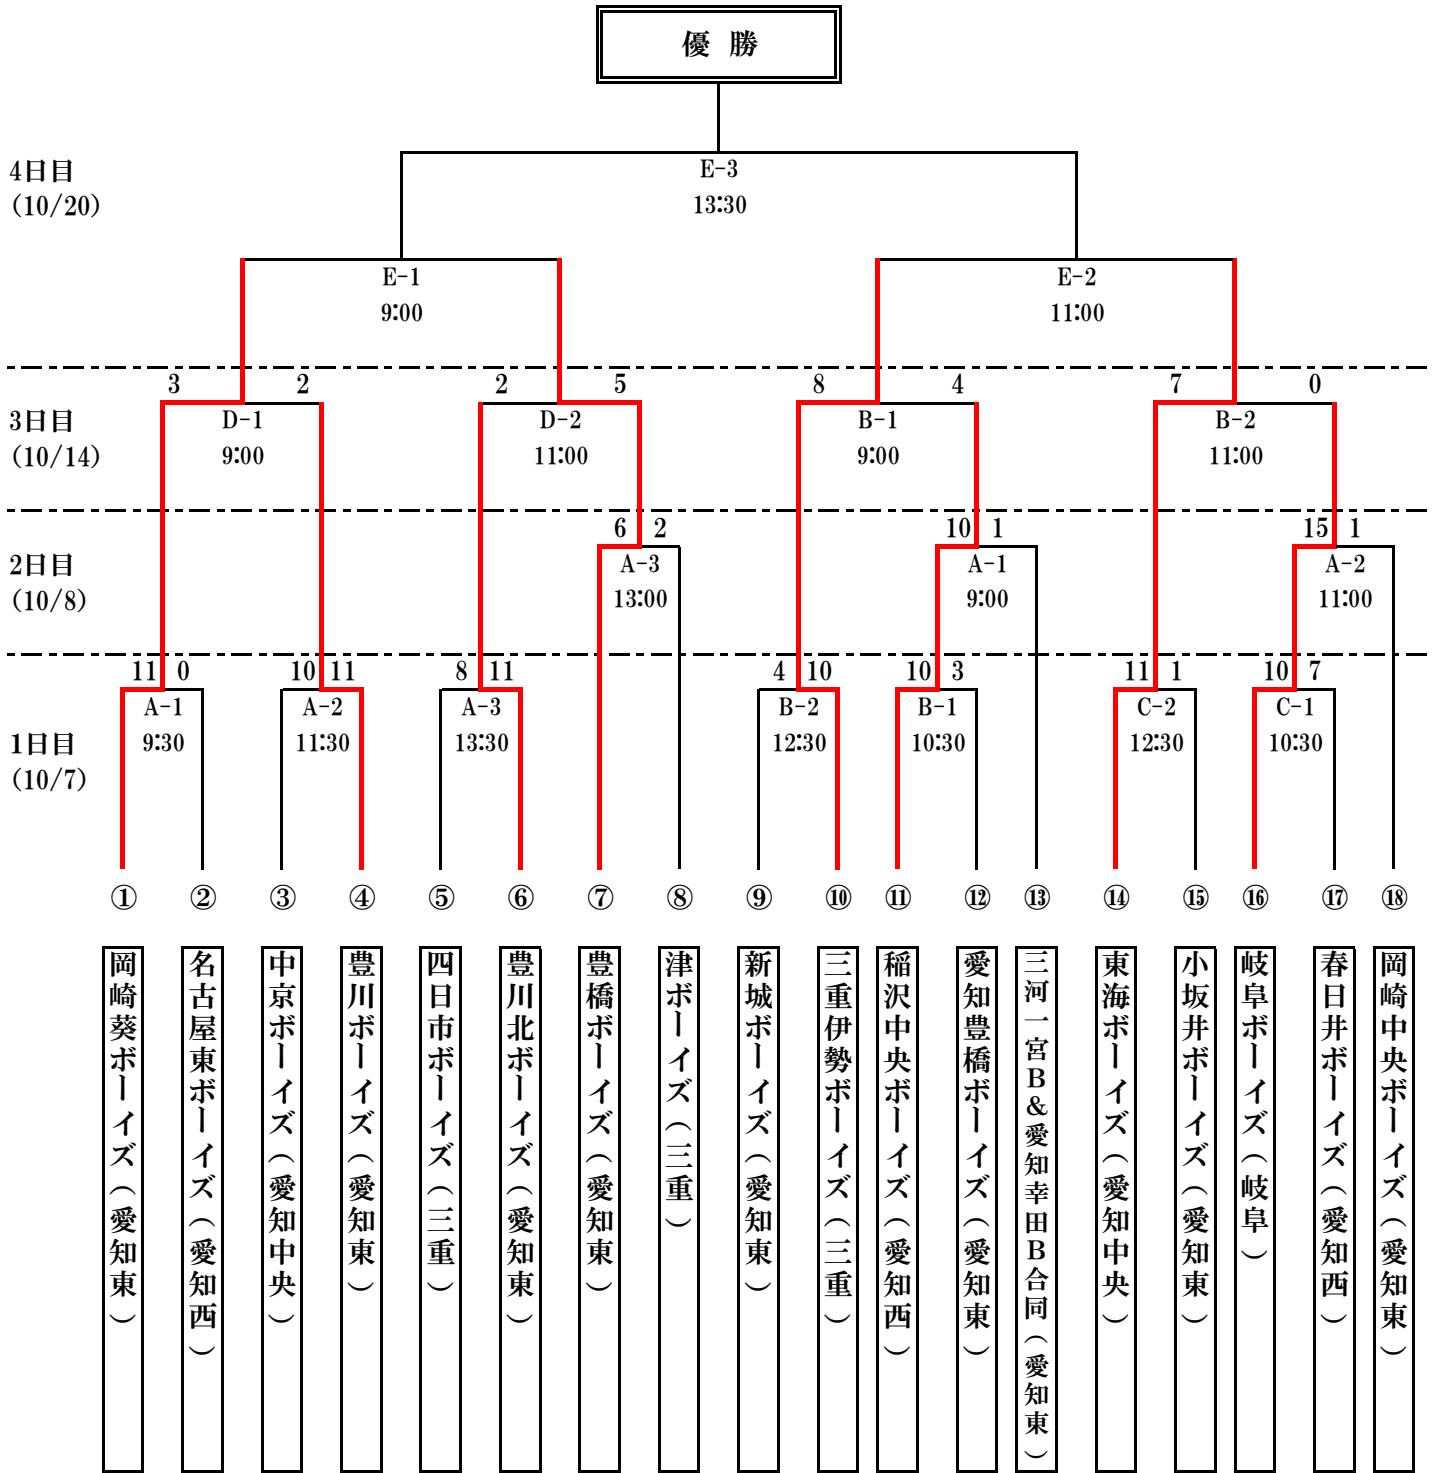 優 勝
4日目
(10/20)
E-3
13:30
E-1
9:00
E-2
11:00
3日目
(10/14)
3 2
D-1
9:00
2 5
D-2
11:00
8 4
B-1
9:00
7 0
B-2
11:00
2日目
(10/8)
6 2
A-3
13:00
10 1
A-1
9:00
15 1
A-2
11:00
1日目
(10/7)
11 0
A-1
9:30
10 11
A-2
11:30
8 11
A-3
13:30
4 10
B-2
12:30
10 3
B-1
10:30
11 1
C-2
12:30
10 7
C-1
10:30
① ② ③ ④ ⑤ ⑥ ⑦ ⑧ ⑨ ⑩ ⑪ ⑫ ⑬ ⑭ ⑮ ⑯ ⑰ ⑱
岡崎葵ボーイズ(愛知東)
名古屋東ボーイズ(愛知西)
中京ボーイズ(愛知中央)
豊川ボーイズ(愛知東)
四日市ボーイズ(三重)
豊川北ボーイズ(愛知東)
豊橋ボーイズ(愛知東)
津ボーイズ(三重)
新城ボーイズ(愛知東)
三重伊勢ボーイズ(三重)
稲沢中央ボーイズ(愛知西)
愛知豊橋ボーイズ(愛知東)
三河一宮B&愛知幸田B合同(愛知東)
東海ボーイズ(愛知中央)
小坂井ボーイズ(愛知東)
岐阜ボーイズ(岐阜)
春日井ボーイズ(愛知西)
岡崎中央ボーイズ(愛知東)